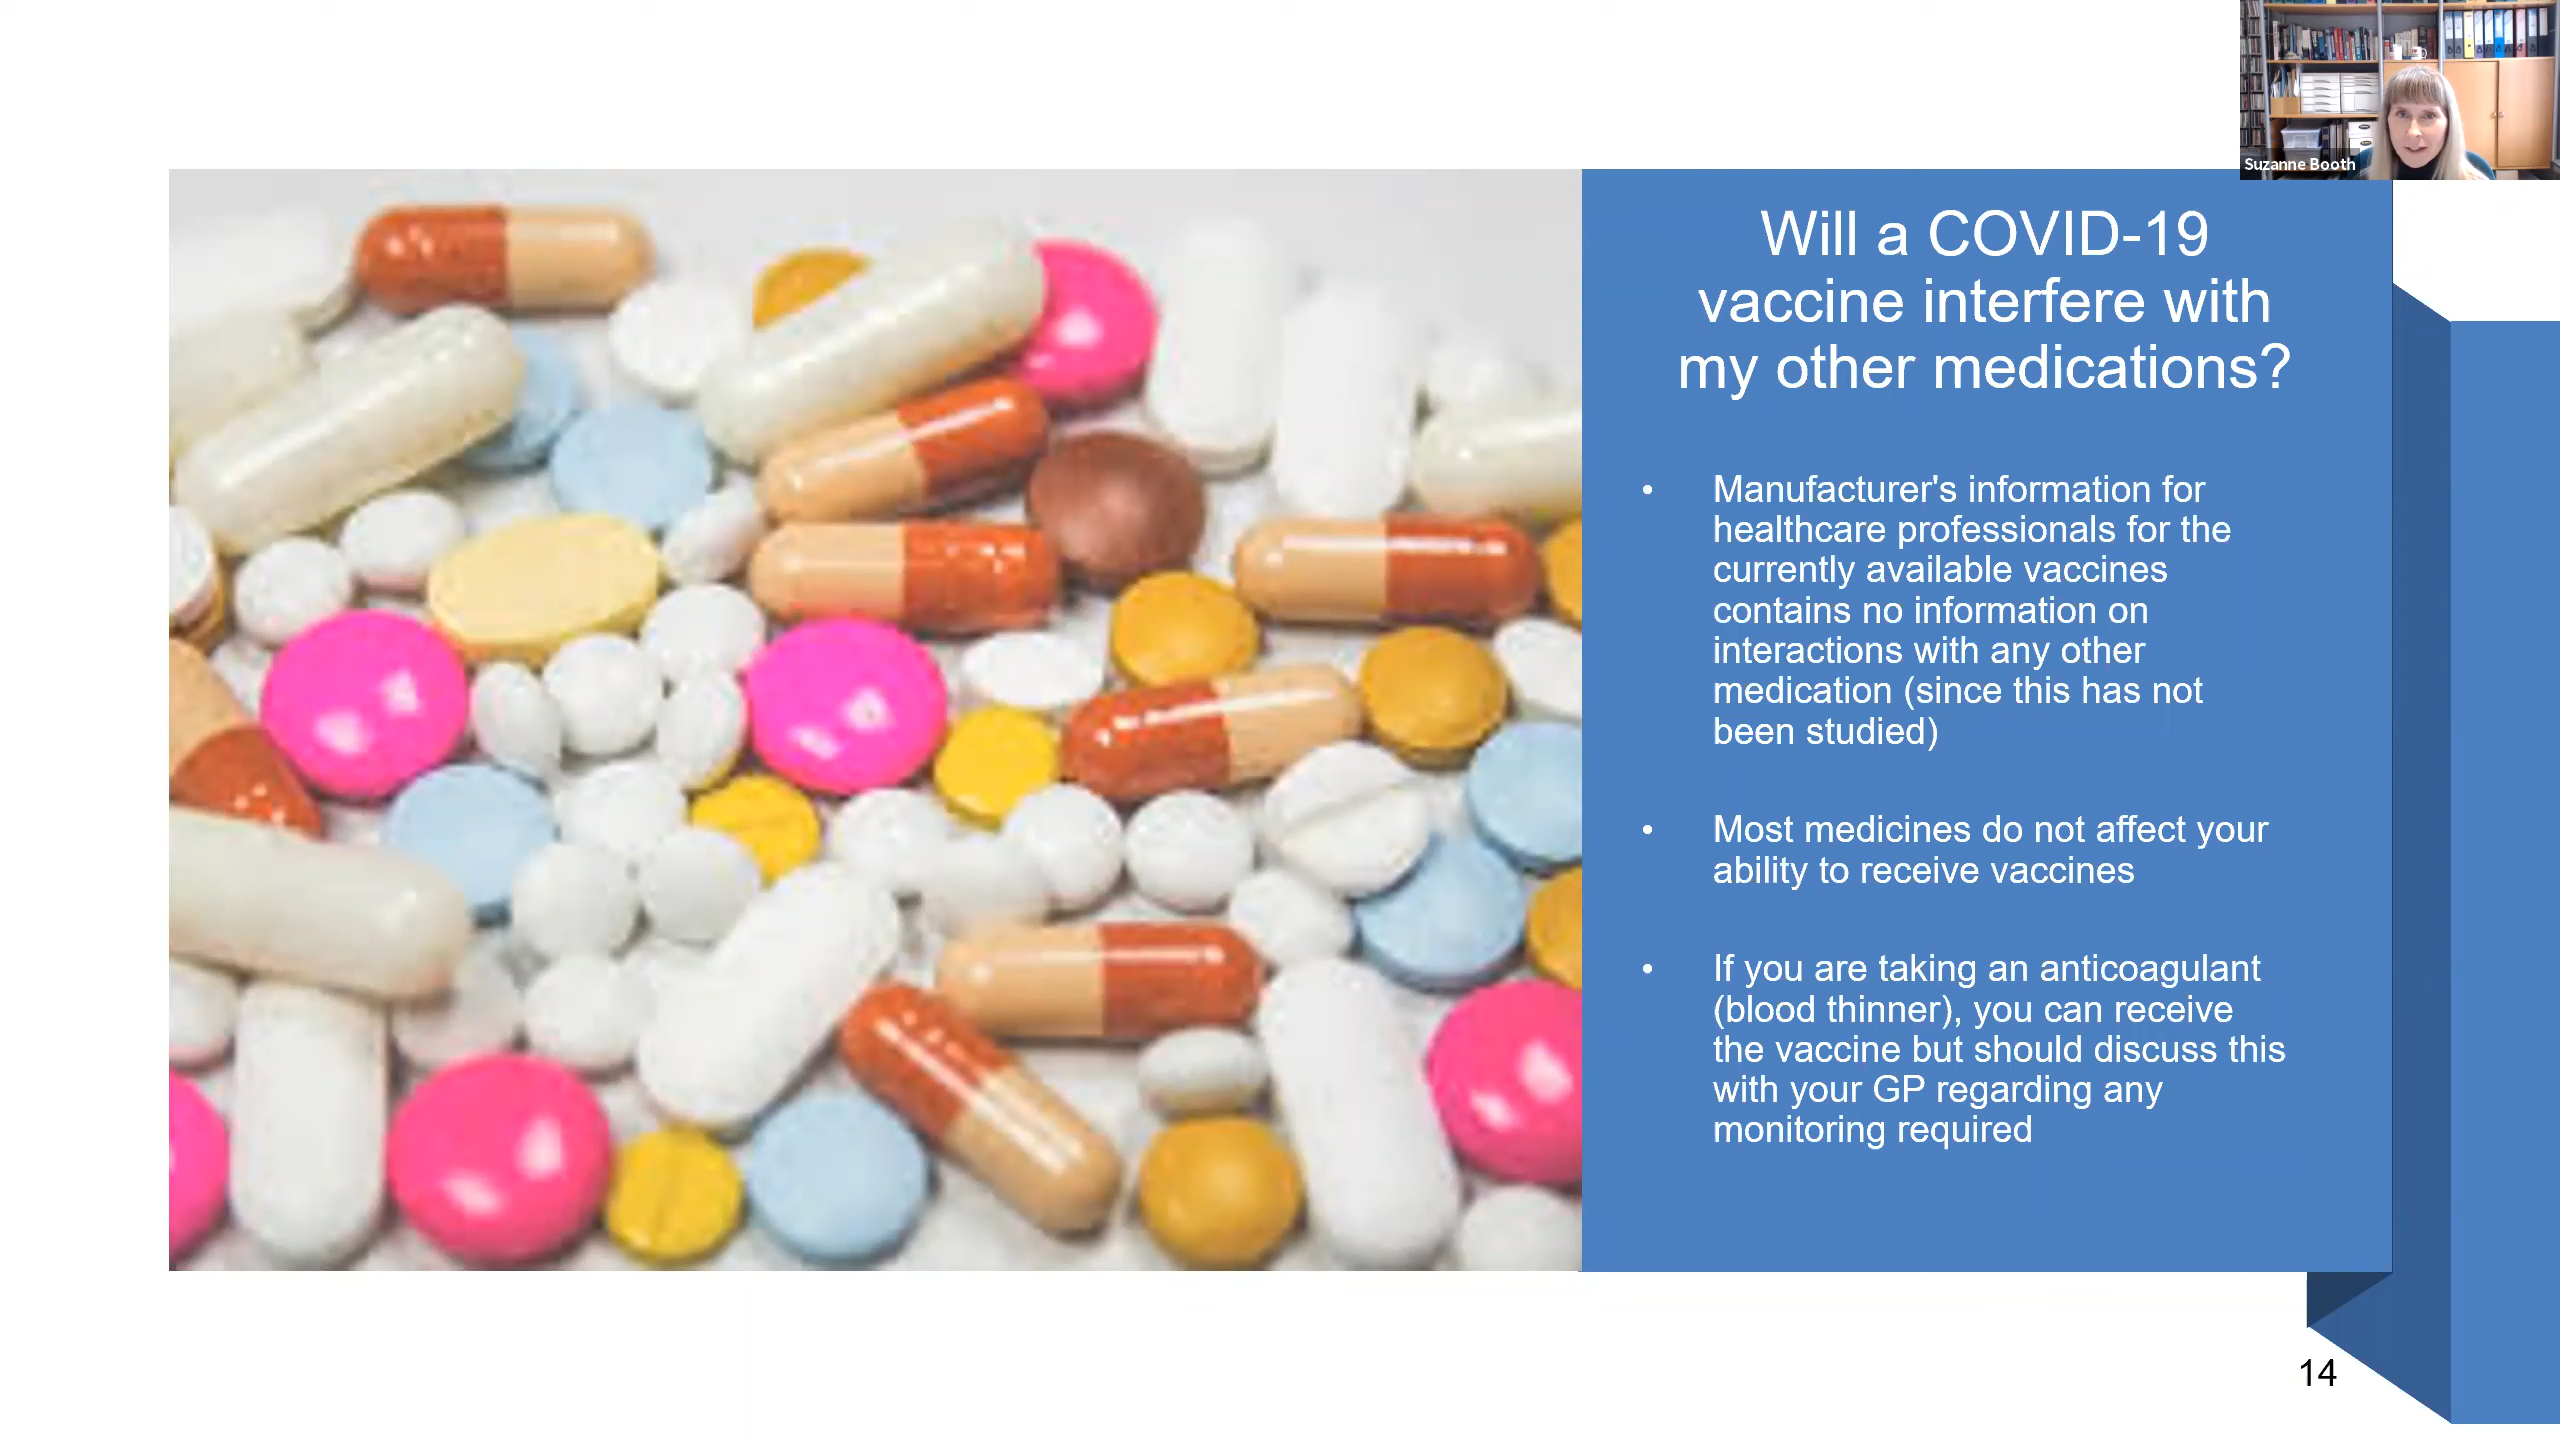 Suzanne Booth
Will a COVID-19
vaccine interfere with
my other medications?
• Manufacturer's information for
healthcare professionals for the
currently available vaccines
contains no information on
interactions with any other
medication (since this has not
been studied)
• Most medicines do not affect your
ability to receive vaccines
• If you are taking an anticoagulant
(blood thinner), you can receive
the vaccine but should discuss this
with your GP regarding any
monitoring required
14